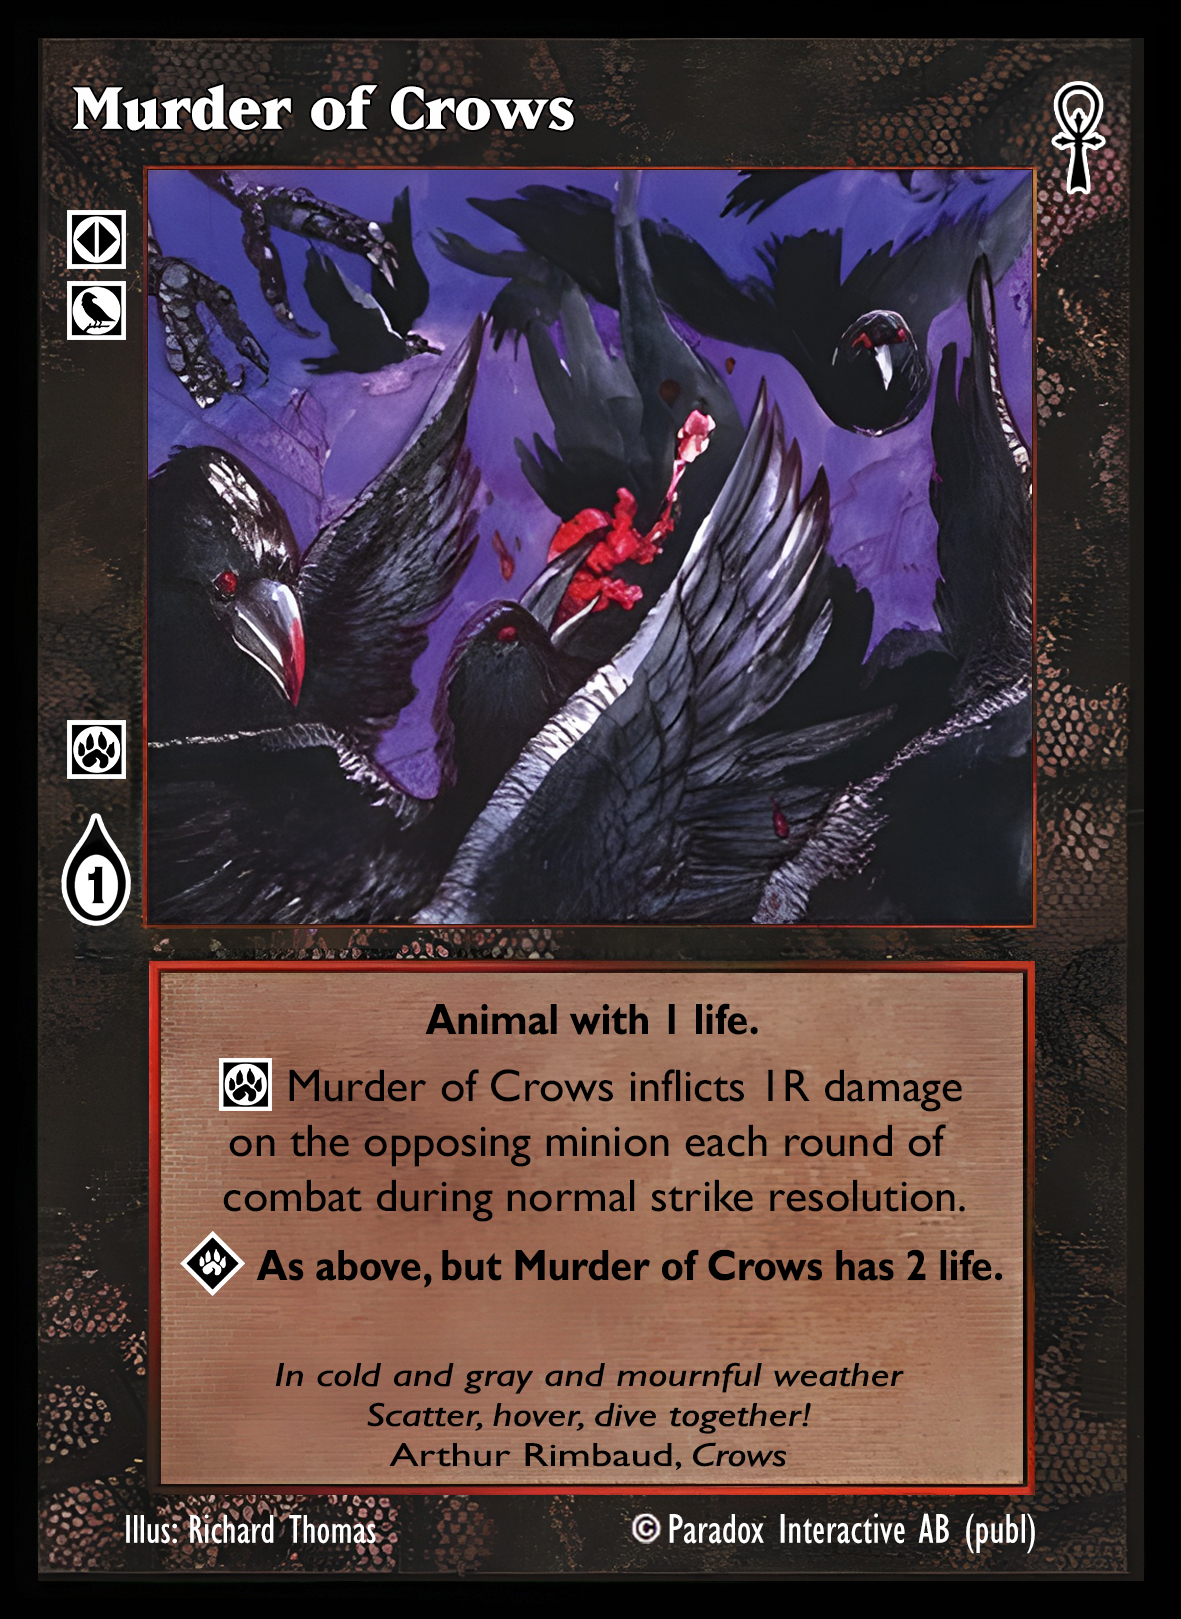 Murder of Crows
1
Animal with 1 life.
Murder of Crows inflicts 1R damage
on the opposing minion each round of
combat during normal strike resolution.
As above, but Murder of Crows has 2 life.
In cold and gray and mournful weather
Scatter, hover, dive together!
Arthur Rimbaud, Crows
Illus: Richard Thomas
© Paradox Interactive AB (publ)